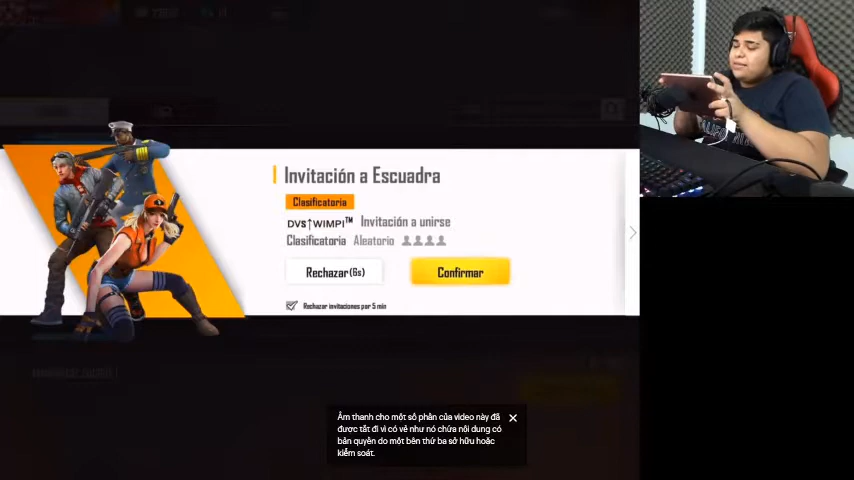 Invitación a Escuadra
Clasificatoria
DVS↑WIMPI™ Invitación a unirse
Clasificatoria Aleatorio
Rechazar(6s) Confirmar
Rechazar invitaciones por 5 min
Âm thanh cho một số phần của video này đã
được tắt đi vì có vẻ như nó chứa nội dung có
bản quyền do một bên thứ ba sở hữu hoặc
kiểm soát.